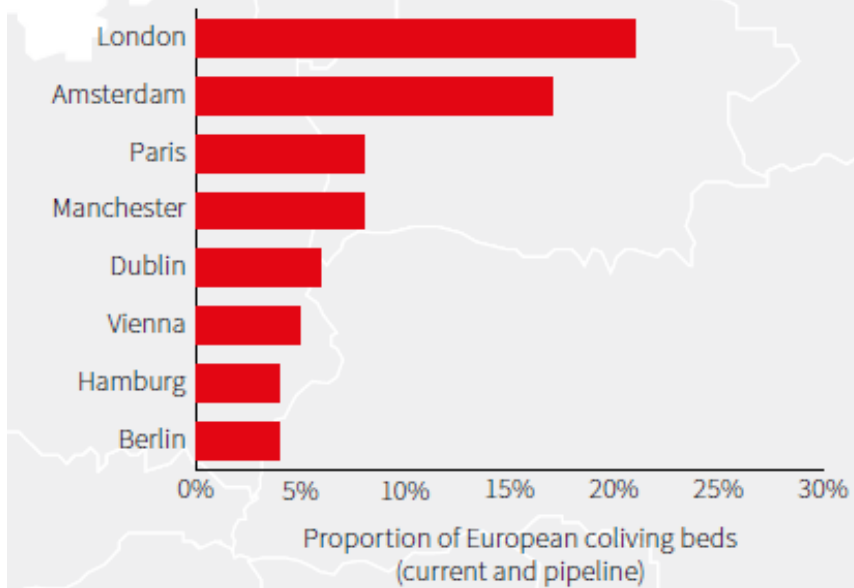 London
Amsterdam
Paris
Manchester
Dublin
Vienna
Hamburg
Berlin
0% 5% 10% 15% 20% 25% 30%
Proportion of European coliving beds
(current and pipeline)